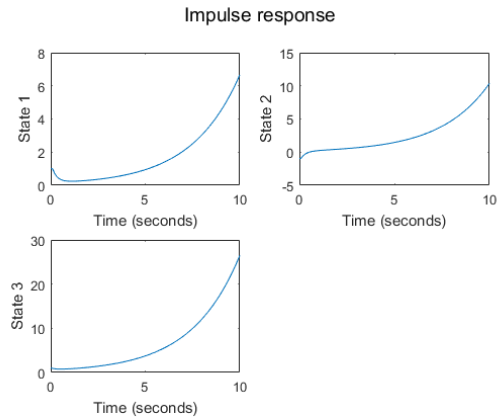 Impulse response
8
6
4
2
0
State 1
0 5 10
Time (seconds)
15
10
5
0
-5
State 2
0 5 10
Time (seconds)
30
20
10
0
State 3
0 5 10
Time (seconds)